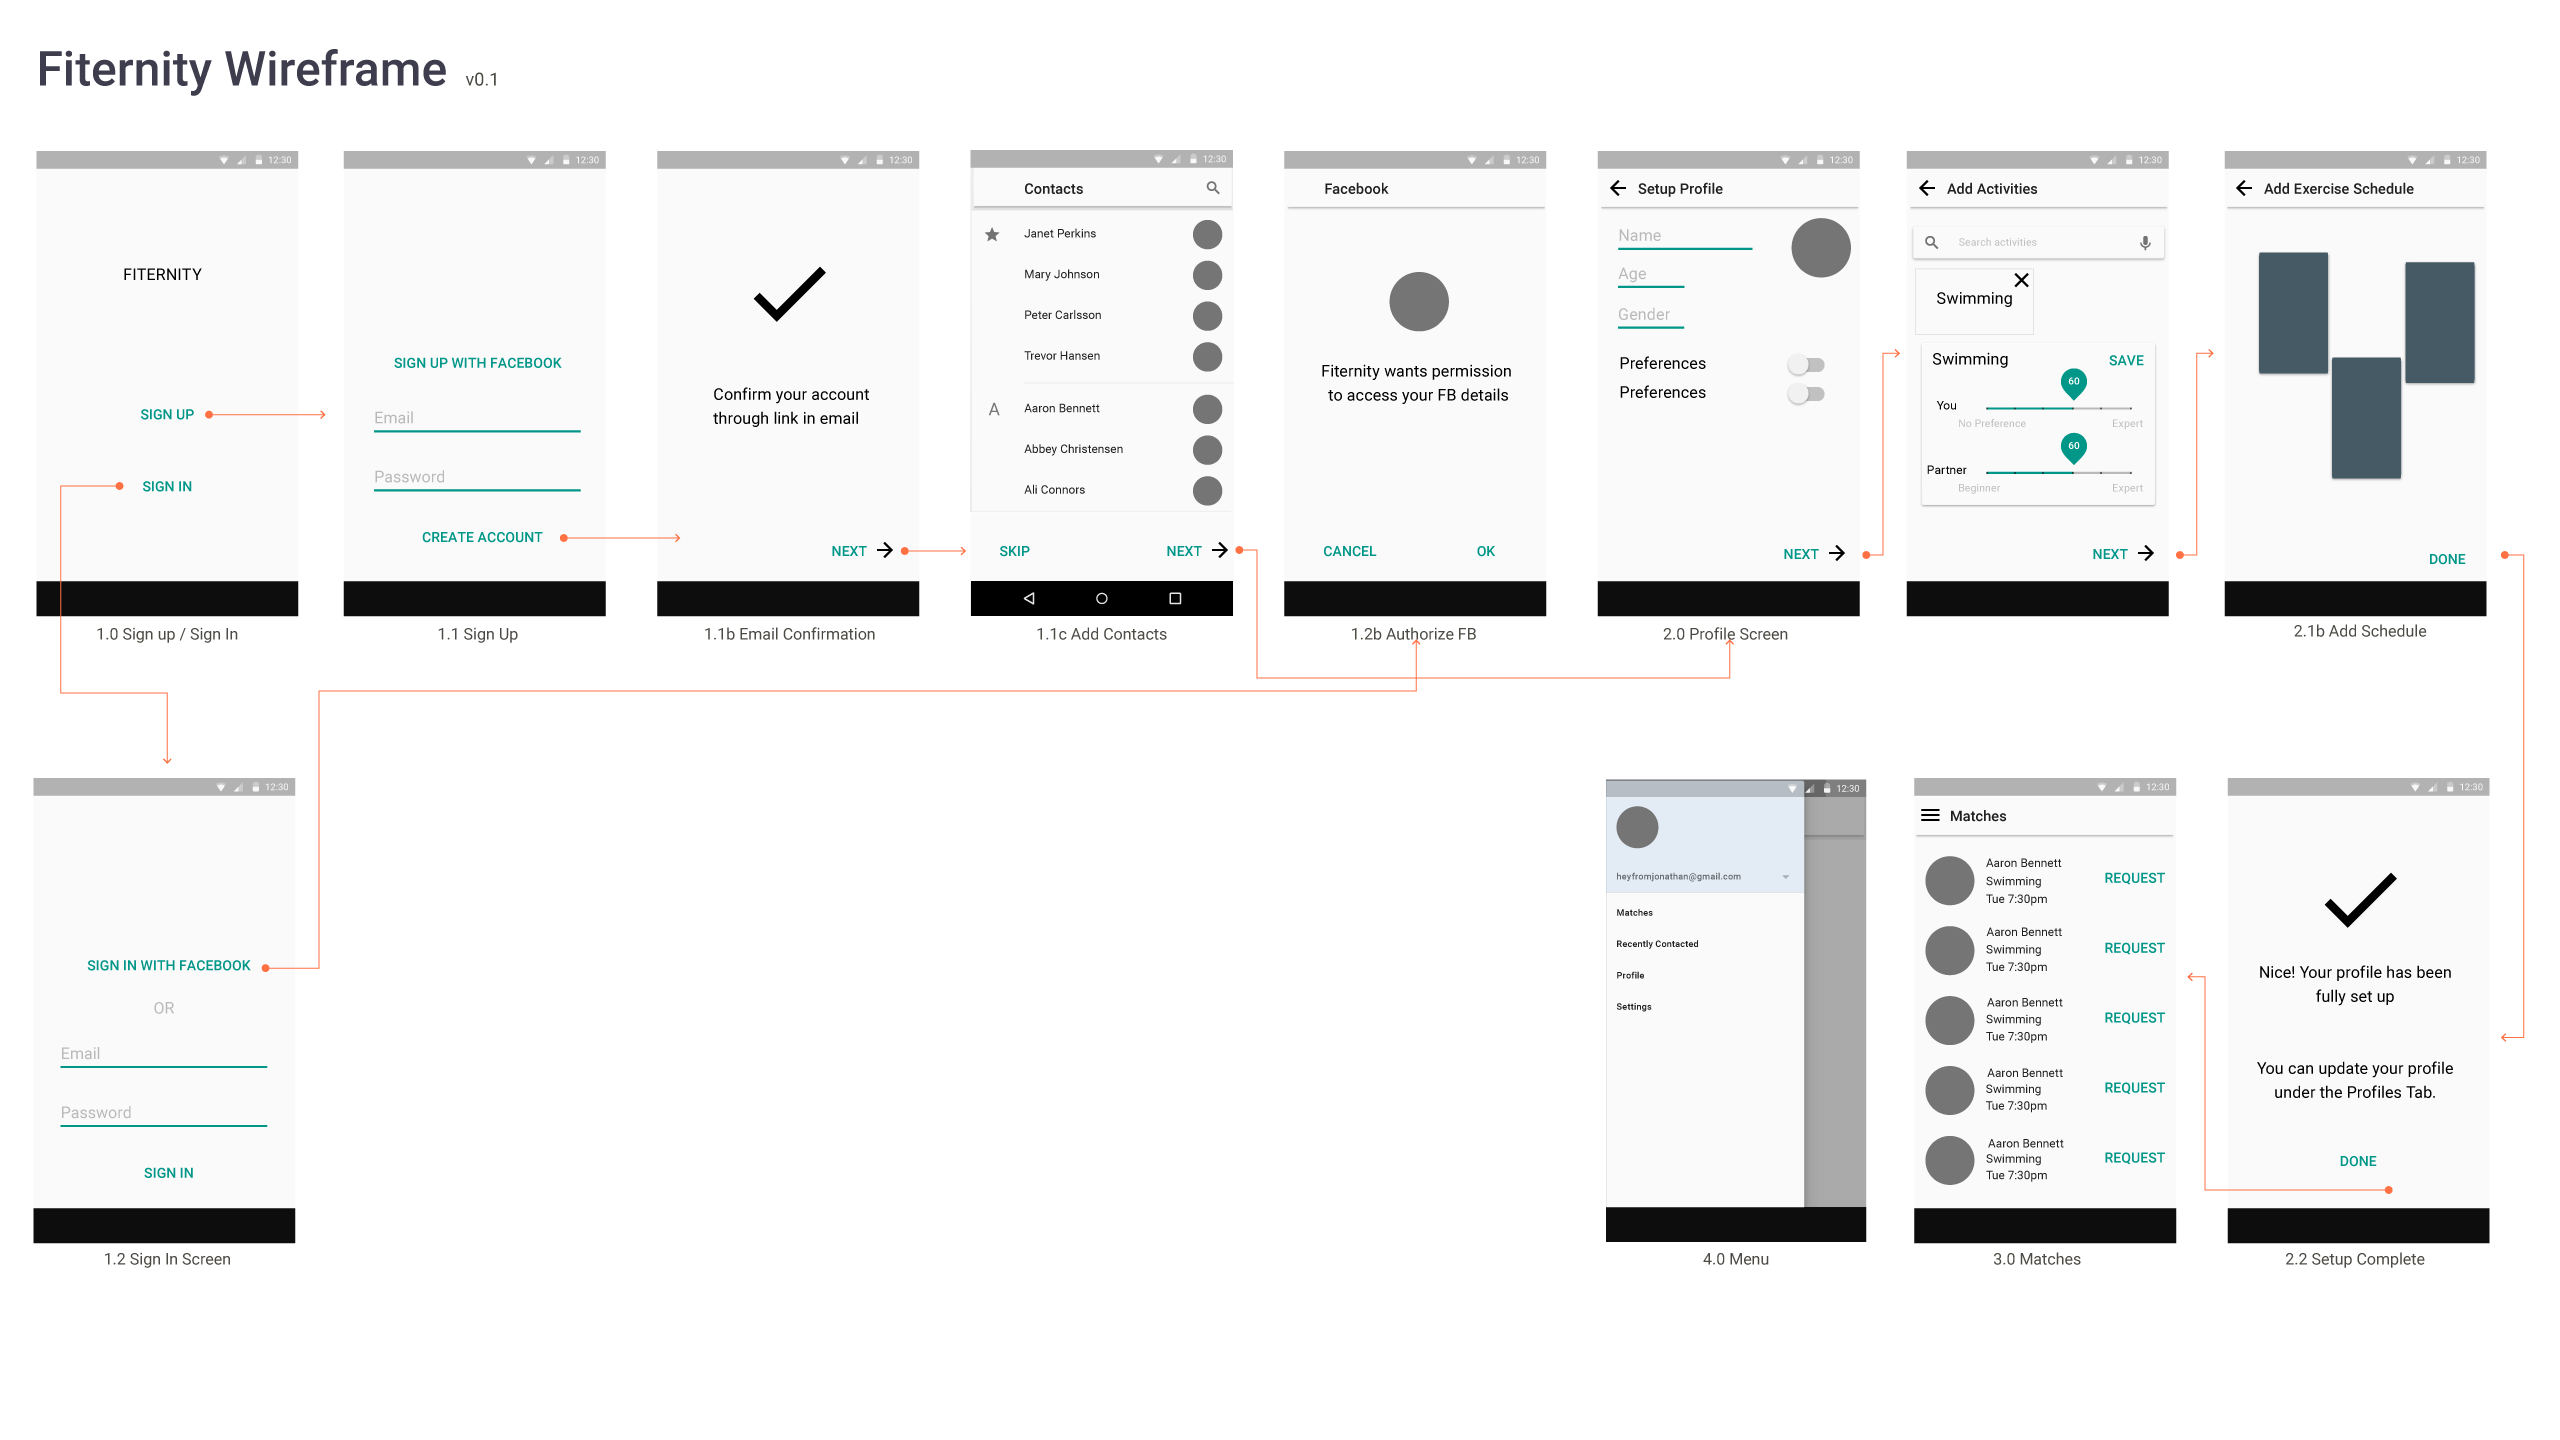 Fiternity Wireframe v0.1
12:30
FITERNITY
SIGN UP
SIGN IN
1.0 Sign up / Sign In
12:30
SIGN UP WITH FACEBOOK
Email
Password
CREATE ACCOUNT
1.1 Sign Up
12:30
Confirm your account
through link in email
NEXT
1.1b Email Confirmation
12:30
Contacts
Janet Perkins
Mary Johnson
Peter Carlsson
Trevor Hansen
A
Aaron Bennett
Abbey Christensen
Ali Connors
SKIP NEXT
1.1c Add Contacts
12:30
Facebook
Fiternity wants permission
to access your FB details
CANCEL OK
1.2b Authorize FB
12:30
Setup Profile
Name
Age
Gender
Preferences
Preferences
NEXT
2.0 Profile Screen
12:30
Add Activities
Search activities
Swimming
Swimming SAVE
60
You
No Preference Expert
60
Partner
Beginner Expert
NEXT
12:30
Add Exercise Schedule
DONE
2.1b Add Schedule
12:30
SIGN IN WITH FACEBOOK
OR
Email
Password
SIGN IN
1.2 Sign In Screen
12:30
heyfromjonathan@gmail.com
Matches
Recently Contacted
Profile
Settings
4.0 Menu
12:30
Matches
Aaron Bennett
Swimming
Tue 7:30pm
REQUEST
Aaron Bennett
Swimming
Tue 7:30pm
REQUEST
Aaron Bennett
Swimming
Tue 7:30pm
REQUEST
Aaron Bennett
Swimming
Tue 7:30pm
REQUEST
Aaron Bennett
Swimming
Tue 7:30pm
REQUEST
3.0 Matches
12:30
Nice! Your profile has been
fully set up
You can update your profile
under the Profiles Tab.
DONE
2.2 Setup Complete